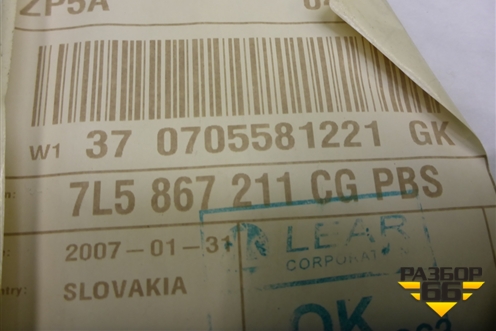 ZP5A
W1 37 0705581221 GK
7L5 867 211 CG PBS
2007-01-31
SLOVAKIA
LEAR
CORPORATION
OK
РАЗБОР
66